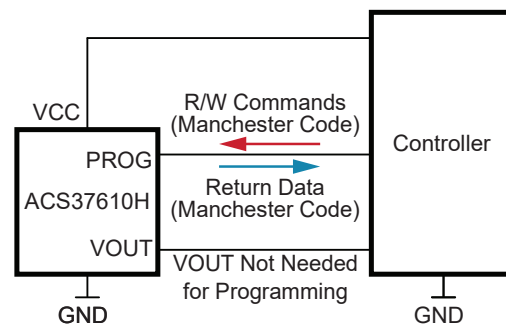 VCC
R/W Commands
(Manchester Code)
Controller
PROG
ACS37610H
Return Data
(Manchester Code)
VOUT
VOUT Not Needed
for Programming
GND
GND